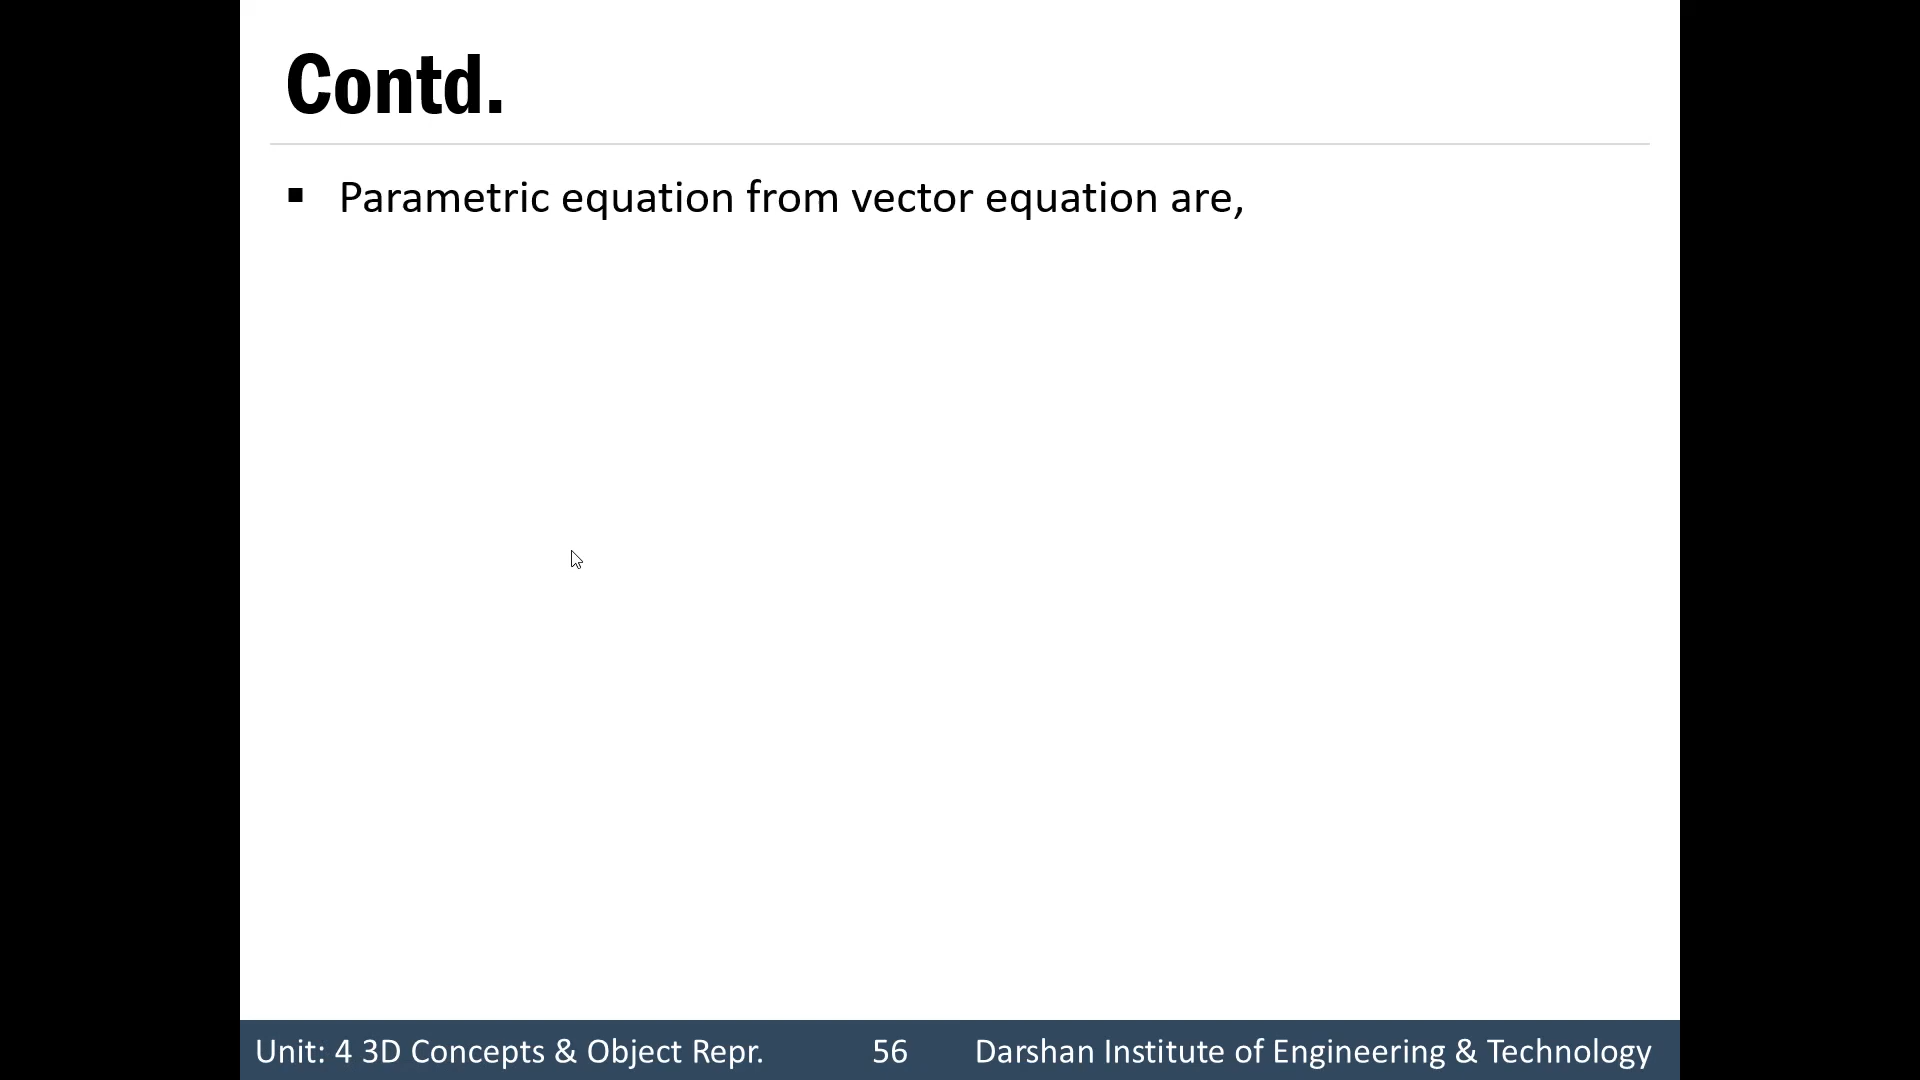 Contd.
▪ Parametric equation from vector equation are,
Unit: 4 3D Concepts & Object Repr. 56 Darshan Institute of Engineering & Technology